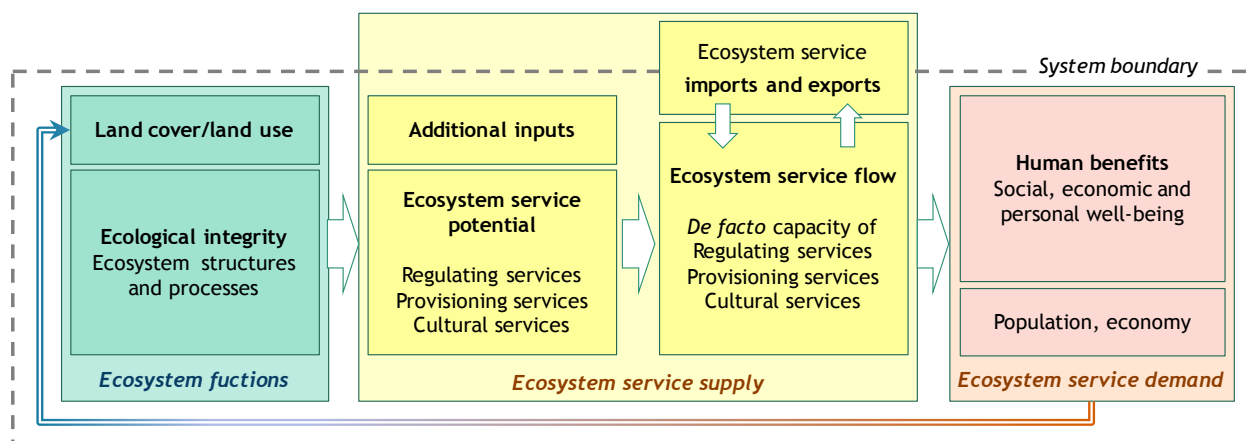 Ecosystem service
imports and exports
System boundary
Land cover/land use
Ecological integrity
Ecosystem structures
and processes
Ecosystem fuctions
Additional inputs
Ecosystem service
potential
Regulating services
Provisioning services
Cultural services
Ecosystem service flow
De facto capacity of
Regulating services
Provisioning services
Cultural services
Ecosystem service supply
Human benefits
Social, economic and
personal well-being
Population, economy
Ecosystem service demand